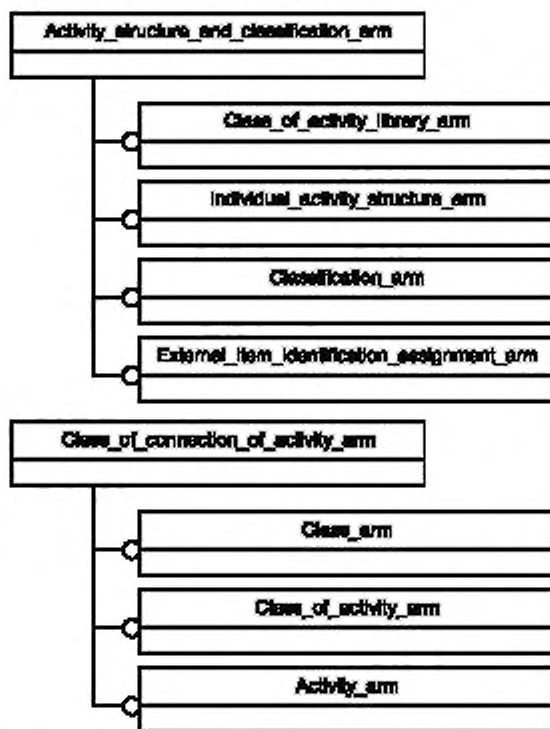 Activity_structure_and_classification_arm
Class_of_activity_library_arm
Individual_activity_structure_arm
Classification_arm
External_item_identification_assignment_arm
Class_of_connection_of_activity_arm
Class_arm
Class_of_activity_arm
Activity_arm